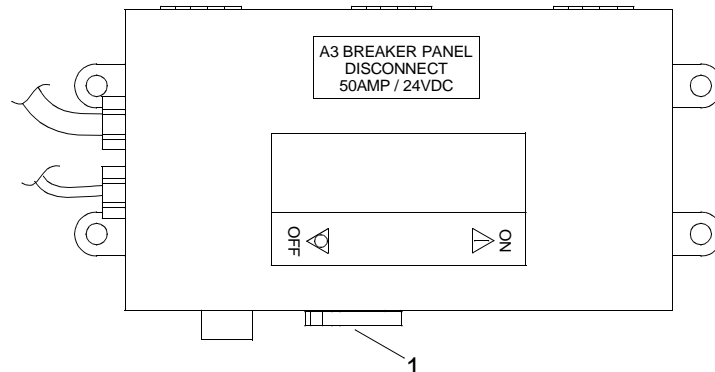 A3 BREAKER PANEL
DISCONNECT
50AMP / 24VDC
OFF
ON
1